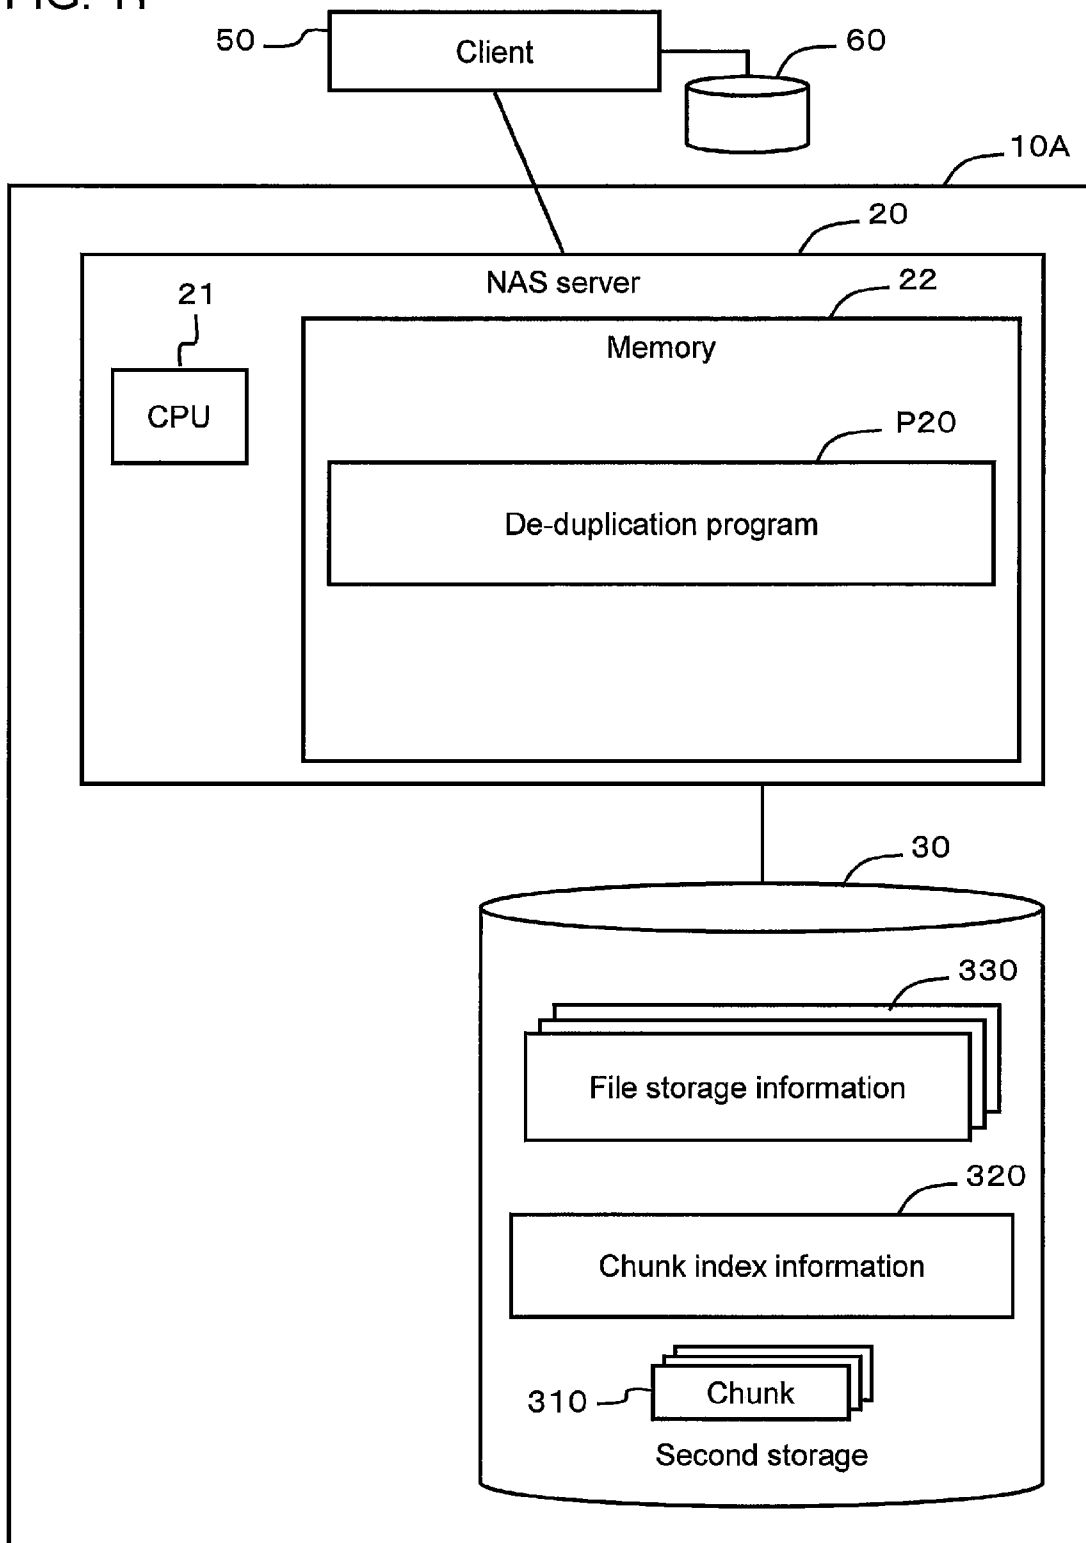 50
Client
60
10A
20
NAS server
21
22
Memory
CPU
P20
De-duplication program
30
330
File storage information
320
Chunk index information
310
Chunk
Second storage